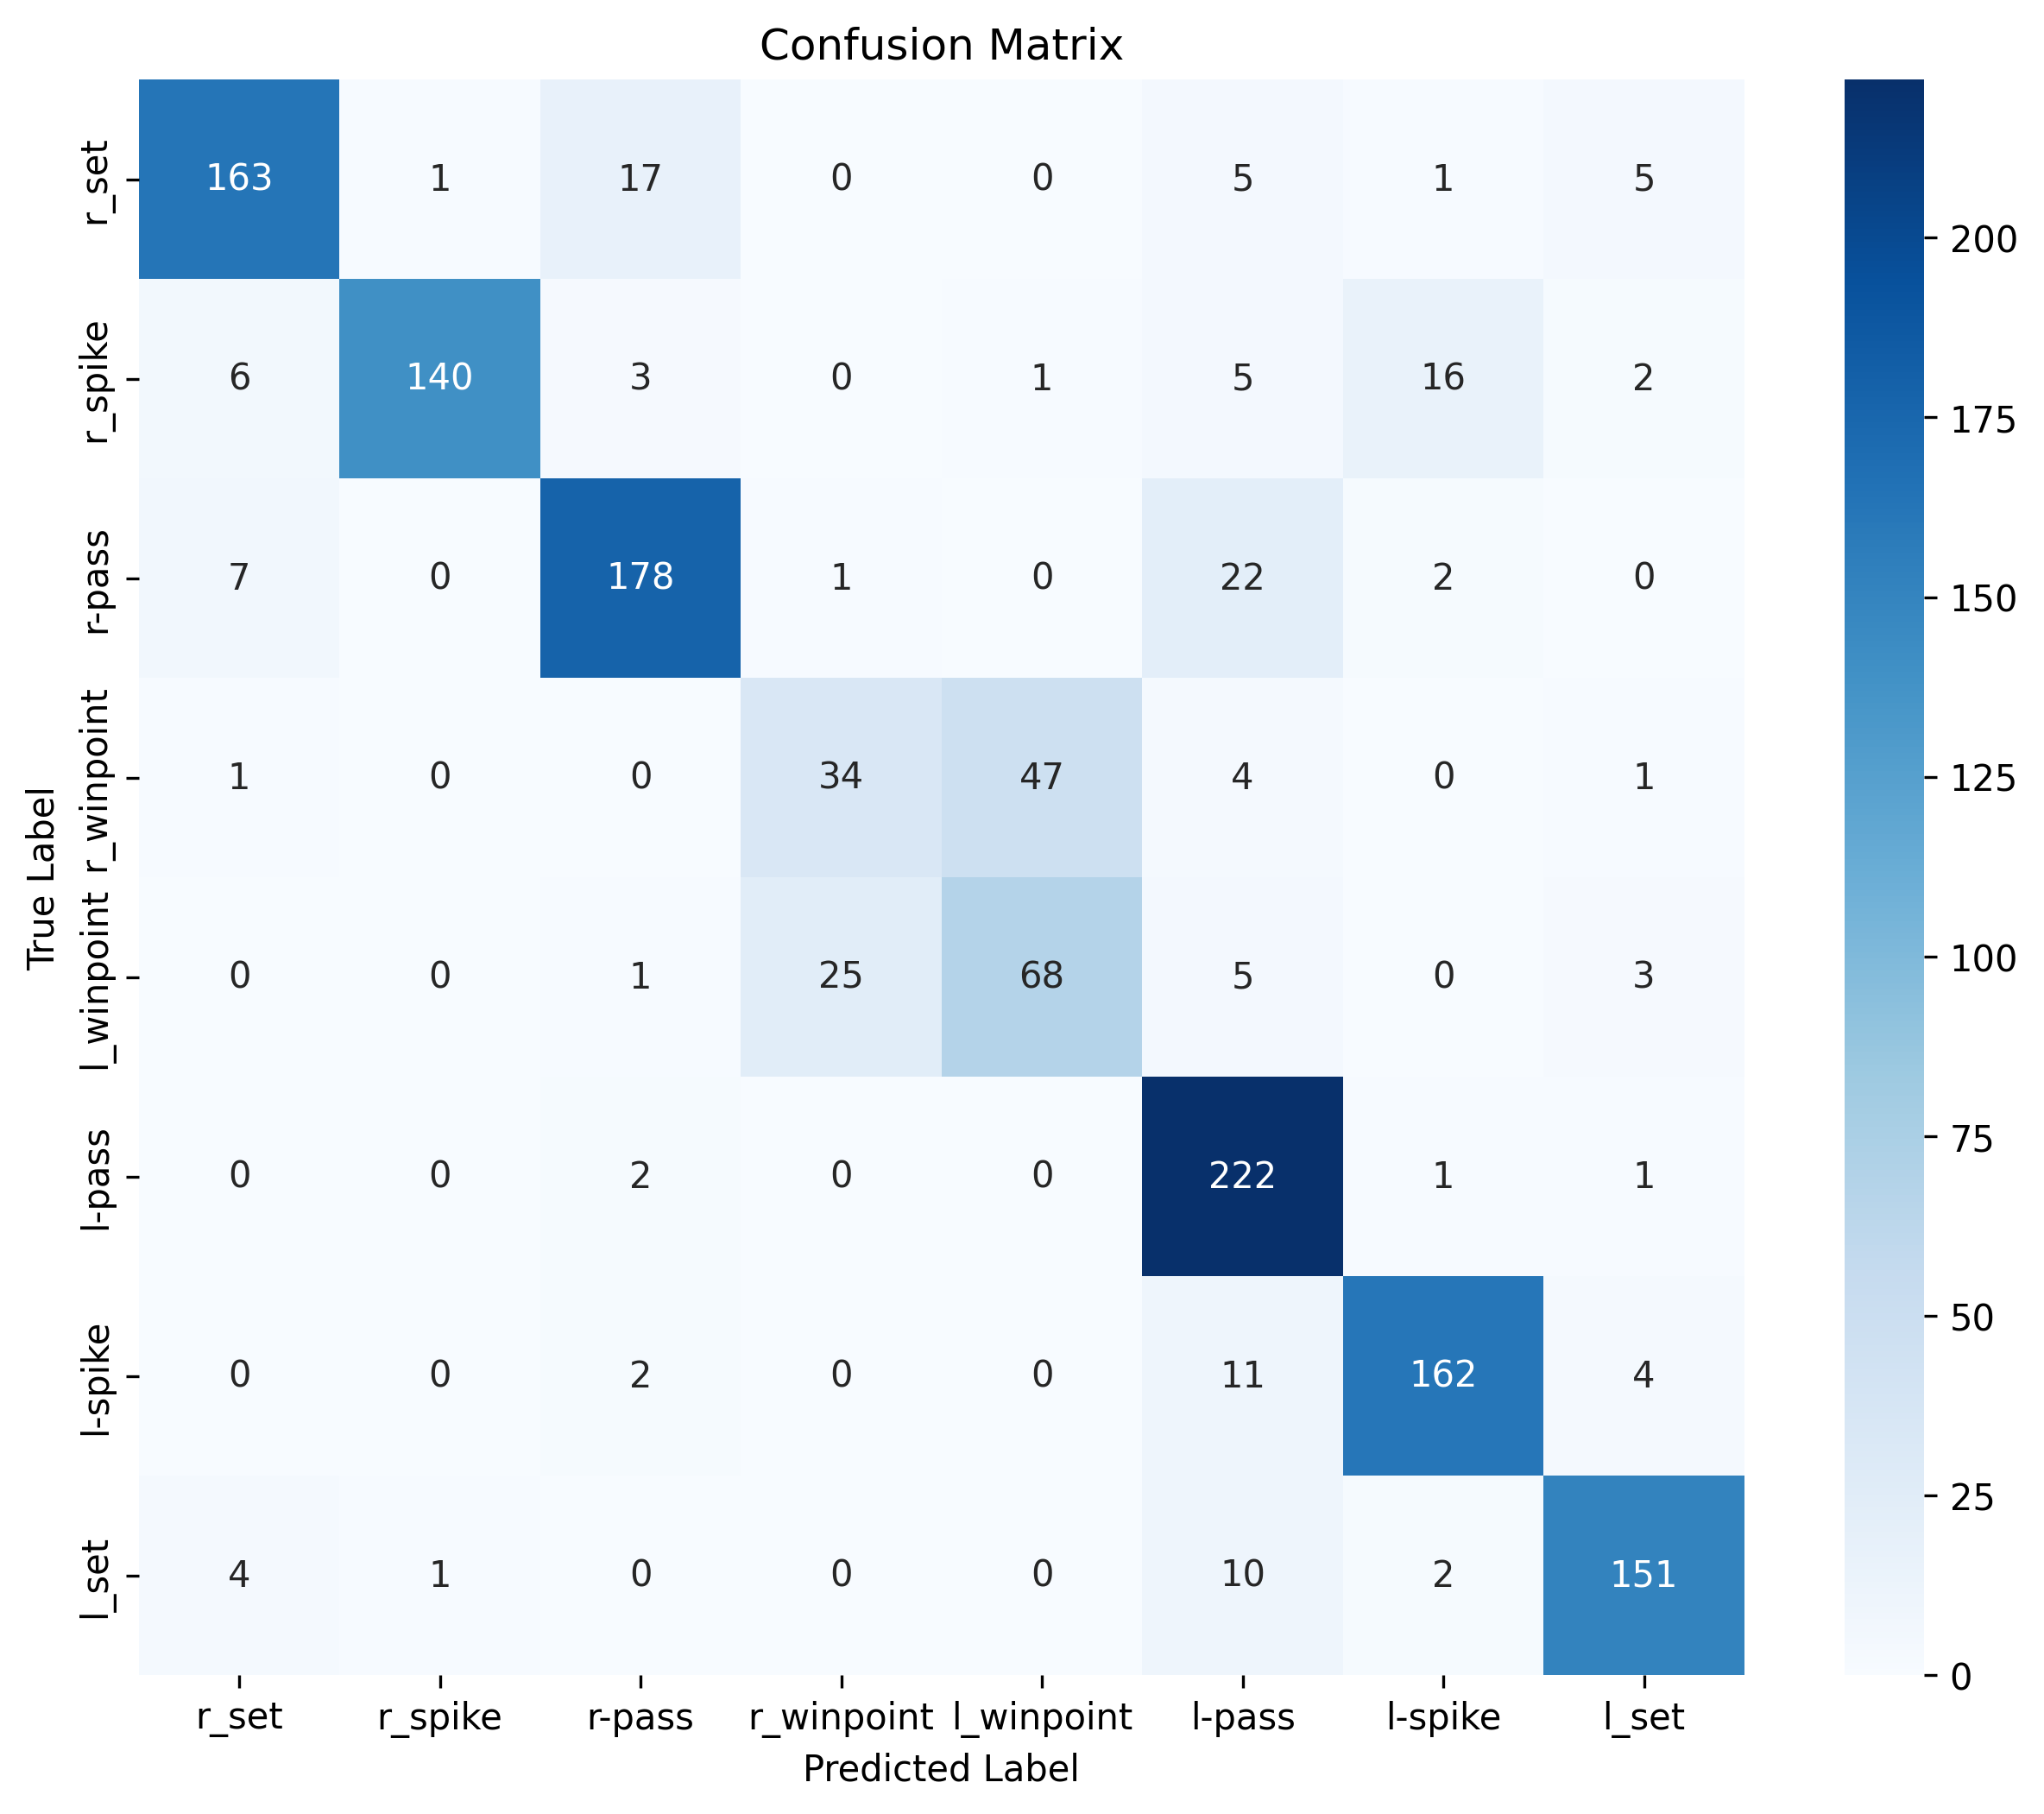 Confusion Matrix
True Label
r_set 163 1 17 0 0 5 1 5
r_spike 6 140 3 0 1 5 16 2
r-pass 7 0 178 1 0 22 2 0
r_winpoint 1 0 0 34 47 4 0 1
l_winpoint 0 0 1 25 68 5 0 3
l-pass 0 0 2 0 0 222 1 1
l-spike 0 0 2 0 0 11 162 4
l_set 4 1 0 0 0 10 2 151
r_set r_spike r-pass r_winpoint l_winpoint l-pass l-spike l_set
Predicted Label
200
175
150
125
100
75
50
25
0